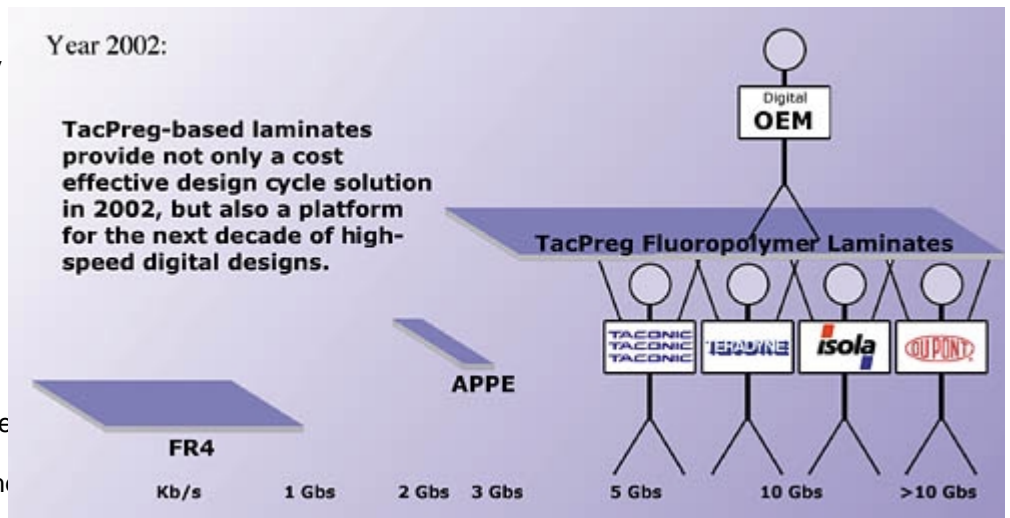 Year 2002:
TacPreg-based laminates
provide not only a cost
effective design cycle solution
in 2002, but also a platform
for the next decade of high-
speed digital designs.
Digital
OEM
TacPreg Fluoropolymer Laminates
TACONIC
TACONIC
TACONIC
TERADYNE
isola
DUPONT
APPE
FR4
Kb/s 1 Gbs 2 Gbs 3 Gbs 5 Gbs 10 Gbs >10 Gbs